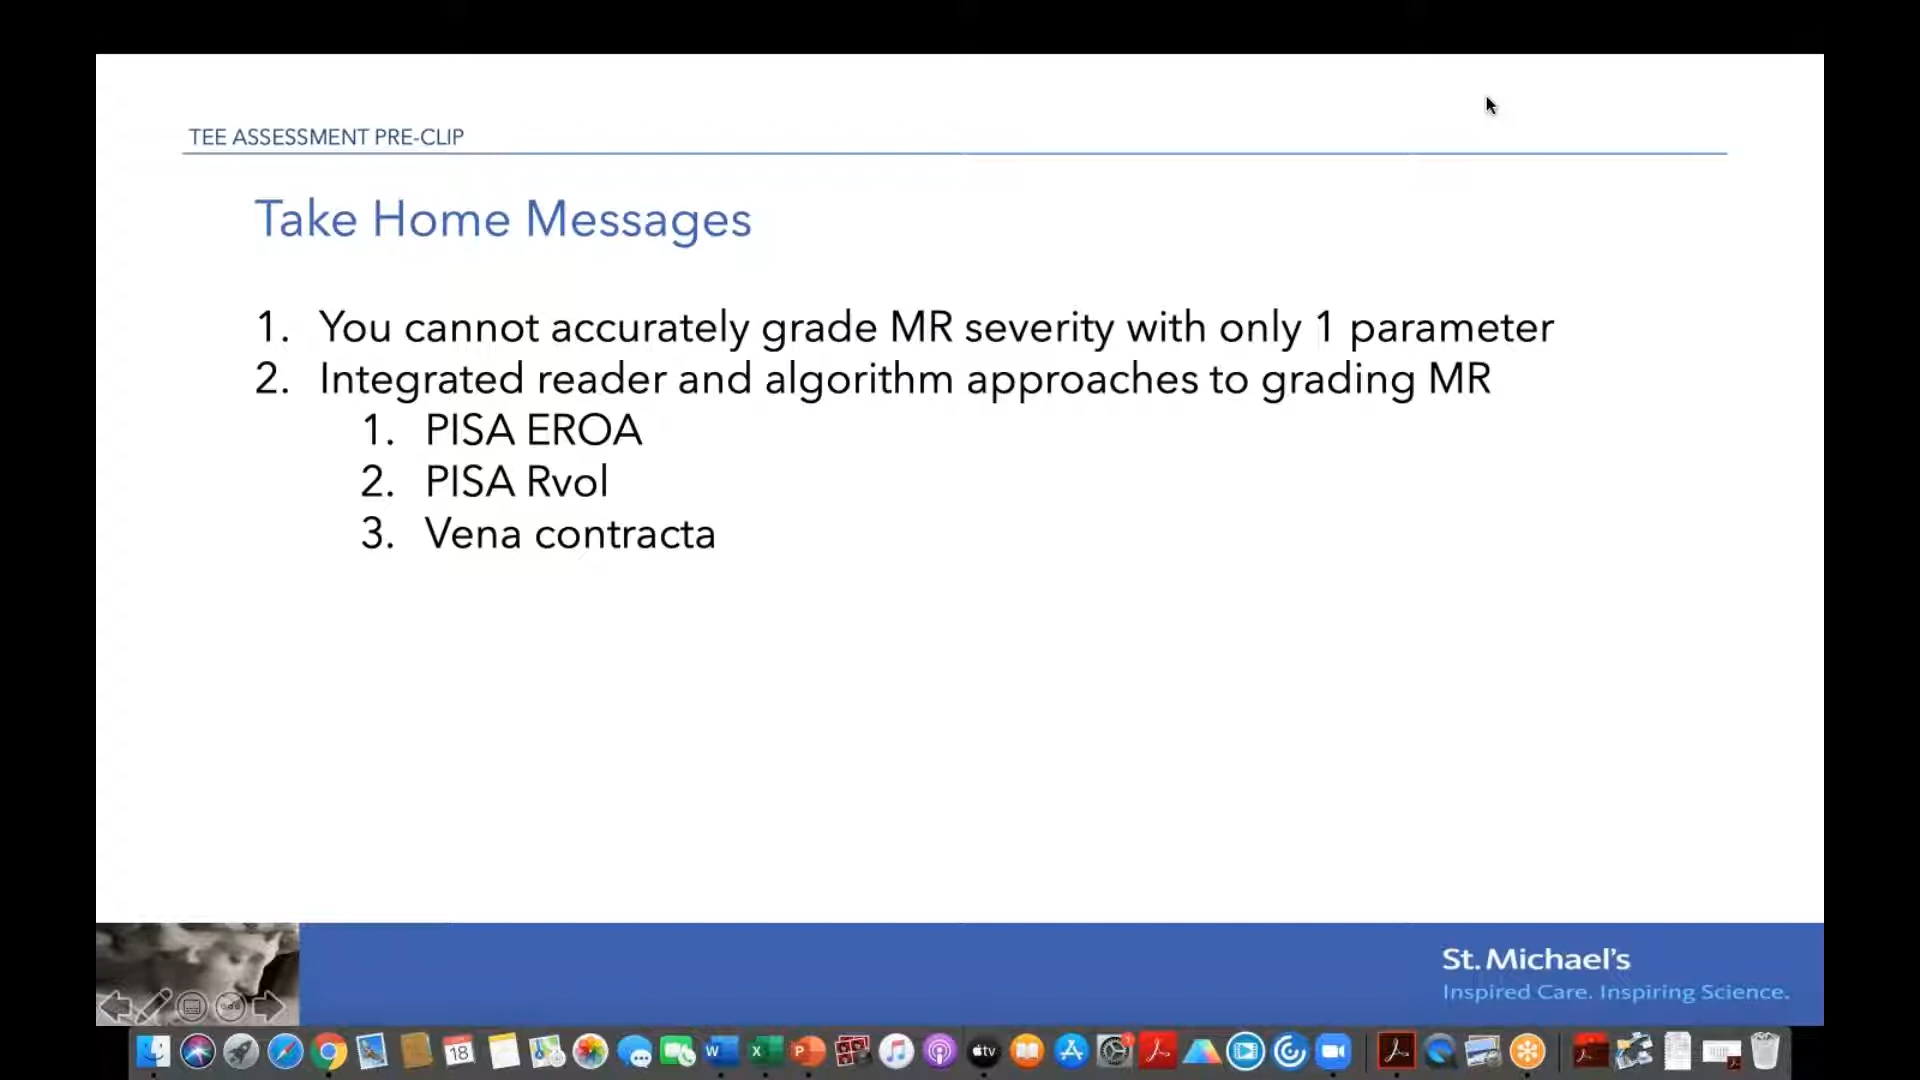 TEE ASSESSMENT PRE-CLIP
Take Home Messages
1. You cannot accurately grade MR severity with only 1 parameter
2. Integrated reader and algorithm approaches to grading MR
1. PISA EROA
2. PISA Rvol
3. Vena contracta
St. Michael's
Inspired Care. Inspiring Science.
18
W
X
P
tv